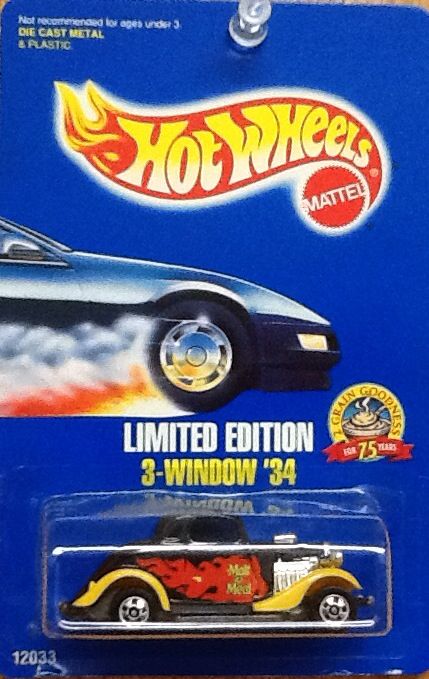 Not recommended for ages under 3.
DIE CAST METAL
& PLASTIC.
HOT WHEELS
®
MATTEL
LIMITED EDITION
3-WINDOW '34
2 GRAIN GOODNESS
FOR 75 YEARS
Malt
o
Meal
12033